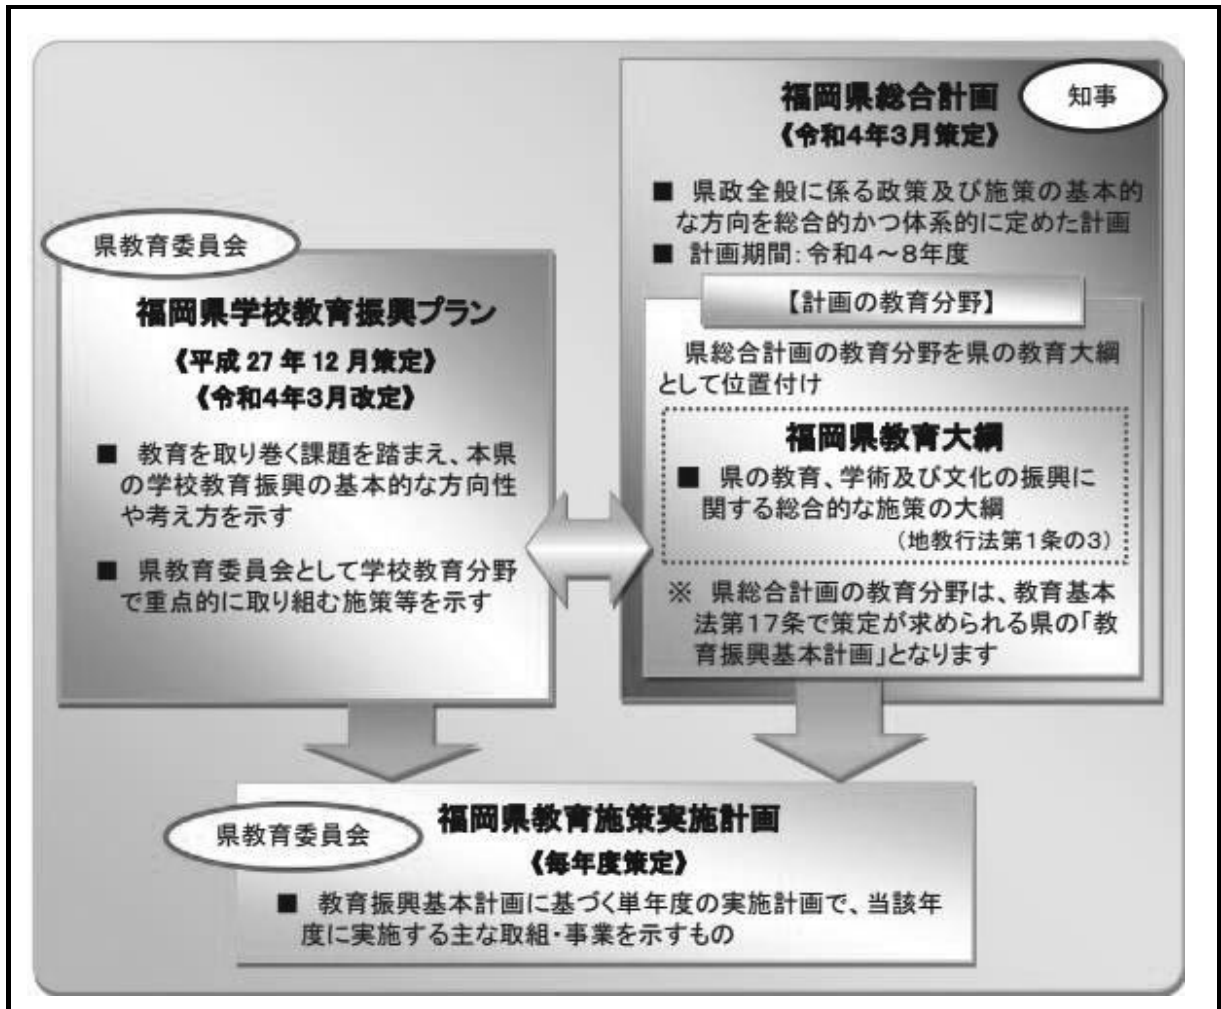 県教育委員会
福岡県学校教育振興プラン
《平成 27 年 12 月策定》
《令和4年3月改定》
■ 教育を取り巻く課題を踏まえ、本県
の学校教育振興の基本的な方向性
や考え方を示す
■ 県教育委員会として学校教育分野
で重点的に取り組む施策等を示す
福岡県総合計画
知事
《令和4年3月策定》
■ 県政全般に係る政策及び施策の基本的
な方向を総合的かつ体系的に定めた計画
■ 計画期間:令和4~8年度
【計画の教育分野】
県総合計画の教育分野を県の教育大綱
として位置付け
福岡県教育大綱
■ 県の教育、学術及び文化の振興に
関する総合的な施策の大綱
(地教行法第1条の3)
※ 県総合計画の教育分野は、教育基本
法第17条で策定が求められる県の「教
育振興基本計画」となります
県教育委員会
福岡県教育施策実施計画
《毎年度策定》
■ 教育振興基本計画に基づく単年度の実施計画で、当該年
度に実施する主な取組・事業を示すもの